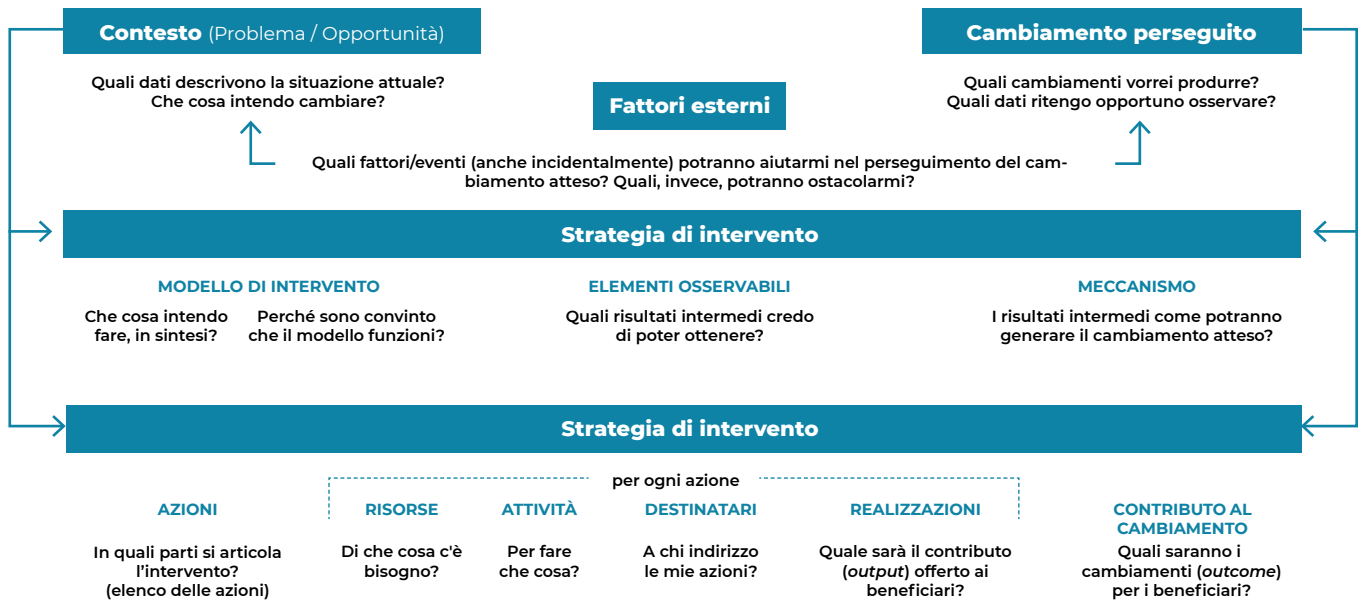 Contesto (Problema / Opportunità)
Quali dati descrivono la situazione attuale?
Che cosa intendo cambiare?
Fattori esterni
Cambiamento perseguito
Quali cambiamenti vorrei produrre?
Quali dati ritengo opportuno osservare?
Quali fattori/eventi (anche incidentalmente) potranno aiutarmi nel perseguimento del cam-
biamento atteso? Quali, invece, potranno ostacolarmi?
Strategia di intervento
MODELLO DI INTERVENTO
Che cosa intendo
fare, in sintesi?
Perché sono convinto
che il modello funzioni?
ELEMENTI OSSERVABILI
Quali risultati intermedi credo
di poter ottenere?
MECCANISMO
I risultati intermedi come potranno
generare il cambiamento atteso?
Strategia di intervento
per ogni azione
AZIONI
In quali parti si articola
l’intervento?
(elenco delle azioni)
RISORSE
Di che cosa c'è
bisogno?
ATTIVITÀ
Per fare
che cosa?
DESTINATARI
A chi indirizzo
le mie azioni?
REALIZZAZIONI
Quale sarà il contributo
(output) offerto ai
beneficiari?
CONTRIBUTO AL
CAMBIAMENTO
Quali saranno i
cambiamenti (outcome)
per i beneficiari?